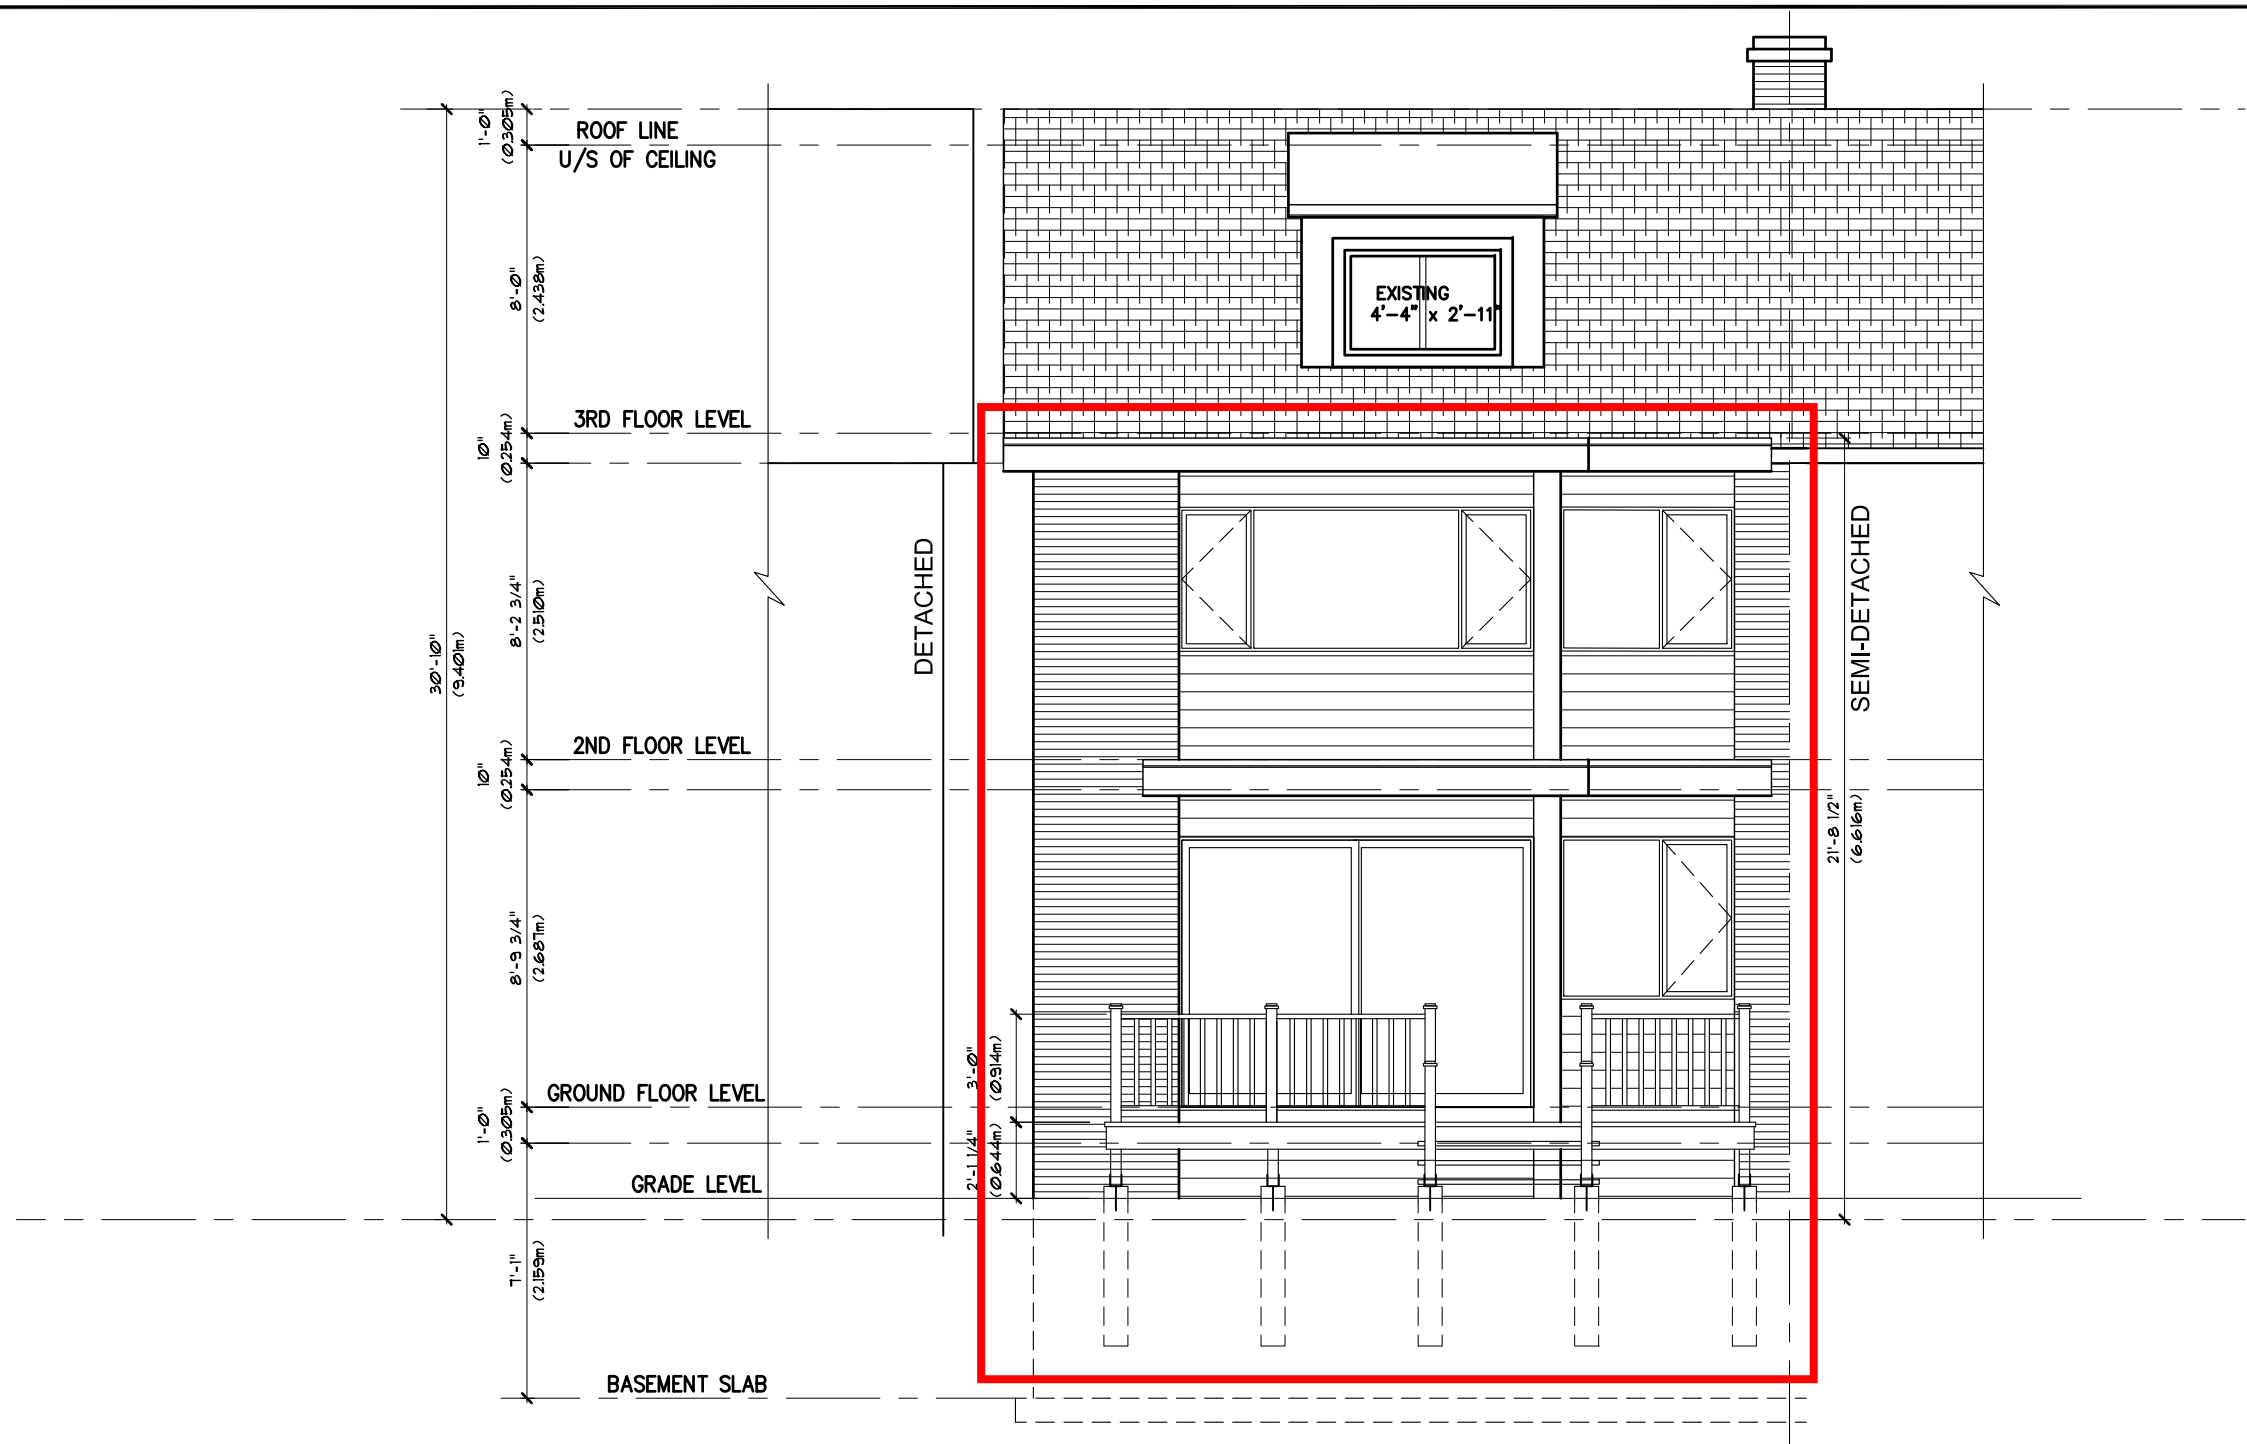 1'-0"
(0.305m)
ROOF LINE
U/S OF CEILING
8'-0"
(2.438m)
EXISTING
4'-4" x 2'-11"
3RD FLOOR LEVEL
10"
(0.254m)
DETACHED
SEMI-DETACHED
8'-2 3/4"
(2.510m)
30'-10"
(9.401m)
2ND FLOOR LEVEL
10"
(0.254m)
21'-8 1/2"
(6.616m)
8'-9 3/4"
(2.687m)
3'-0"
(0.914m)
GROUND FLOOR LEVEL
1'-0"
(0.305m)
2'-1 1/4"
(0.644m)
GRADE LEVEL
7'-1"
(2.159m)
BASEMENT SLAB